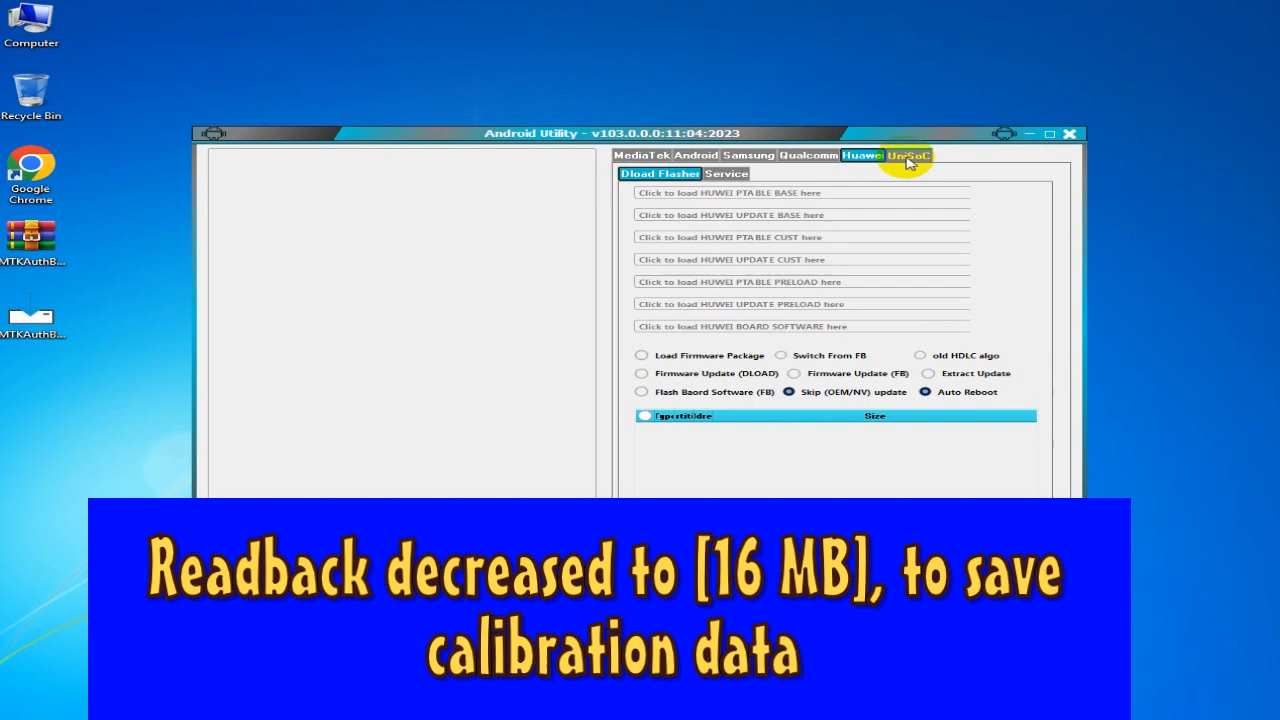 Computer
Recycle Bin
Google
Chrome
MTKAuthB...
MTKAuthB...
Android Utility - v103.0.0.0:11:04:2023
MediaTek Android Samsung Qualcomm Huawei UniSoC
Dload Flasher Service
Click to load HUWEI PTABLE BASE here
Click to load HUWEI UPDATE BASE here
Click to load HUWEI PTABLE CUST here
Click to load HUWEI UPDATE CUST here
Click to load HUWEI PTABLE PRELOAD here
Click to load HUWEI UPDATE PRELOAD here
Click to load HUWEI BOARD SOFTWARE here
Load Firmware Package Switch From FB old HDLC algo
Firmware Update (DLOAD) Firmware Update (FB) Extract Update
Flash Baord Software (FB) Skip (OEM/NV) update Auto Reboot
Size
Readback decreased to [16 MB], to save
calibration data